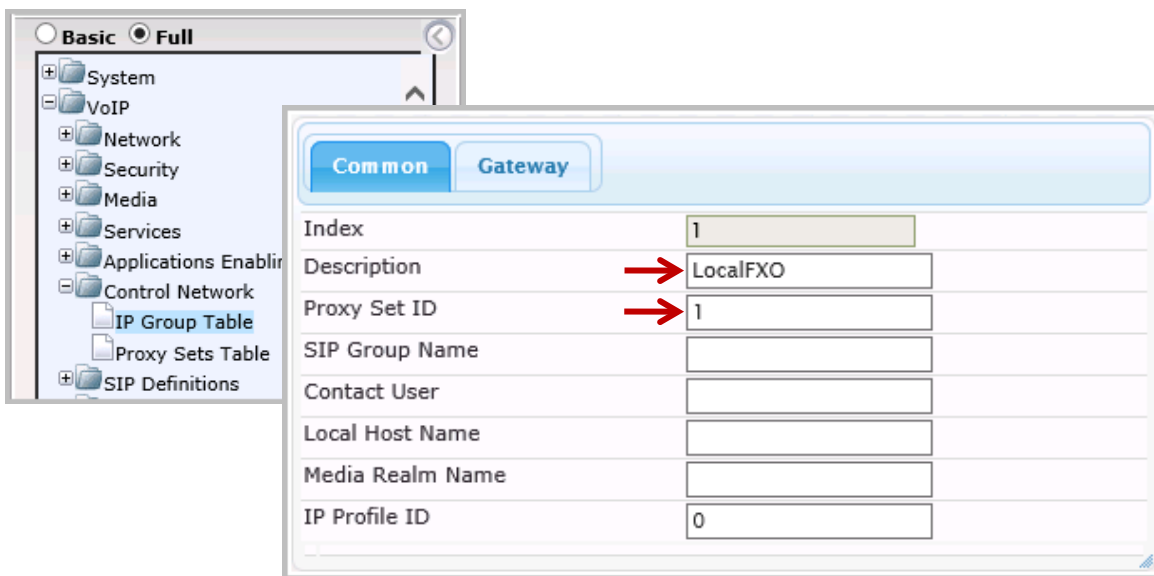 Basic Full
System
VoIP
Network
Security
Media
Services
Applications Enablin
Control Network
IP Group Table
Proxy Sets Table
SIP Definitions
Common Gateway
Index 1
Description LocalFXO
Proxy Set ID 1
SIP Group Name
Contact User
Local Host Name
Media Realm Name
IP Profile ID 0